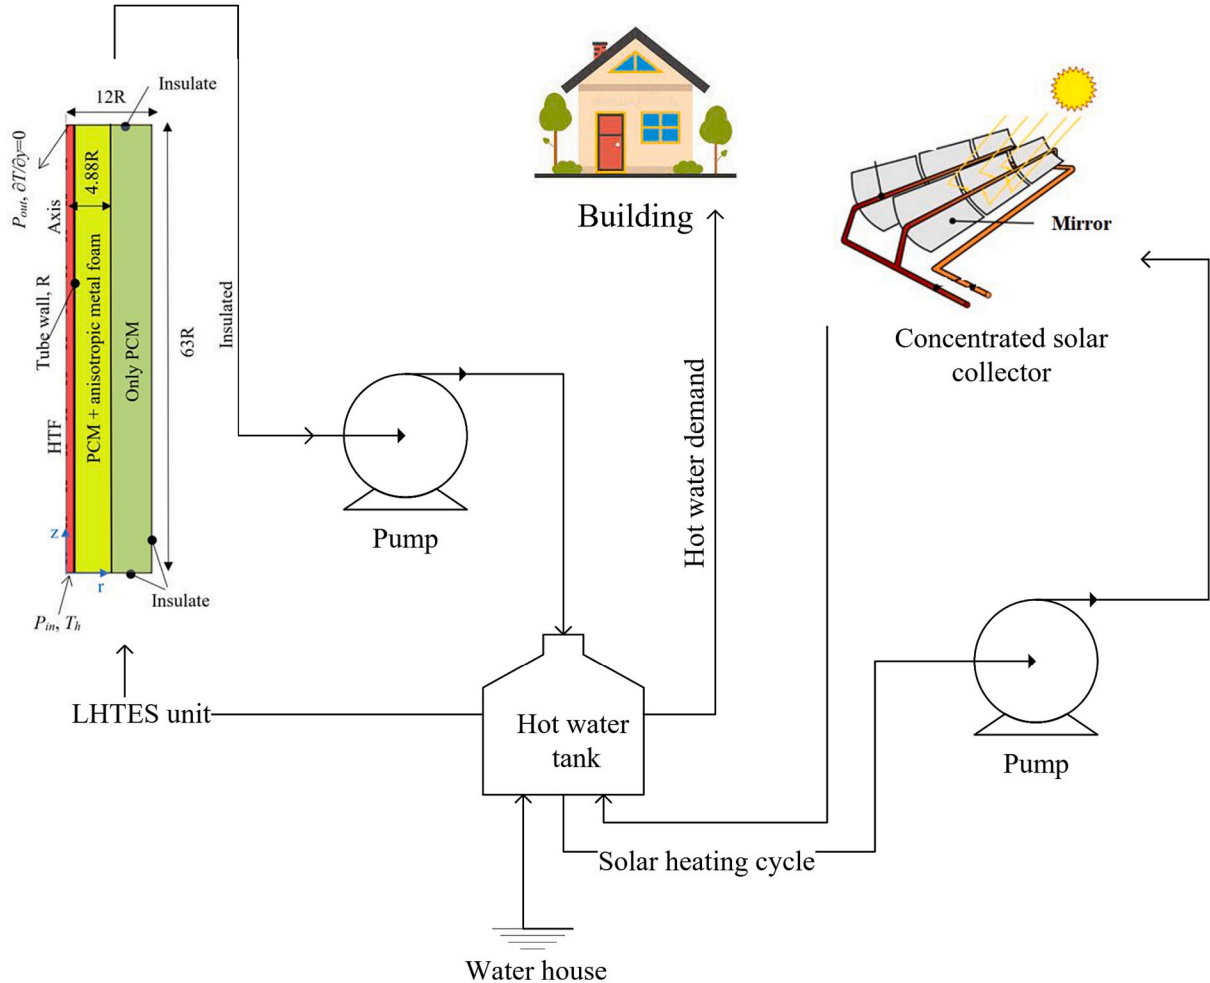 12R
Insulate
P_out, ∂T/∂y=0
4.88R
Axis
Tube wall, R
HTF
PCM + anisotropic metal foam
Only PCM
63R
Insulated
z
r
Insulate
P_in, T_h
LHTES unit
Pump
Building
Hot water demand
Mirror
Concentrated solar
collector
Hot water
tank
Pump
Solar heating cycle
Water house